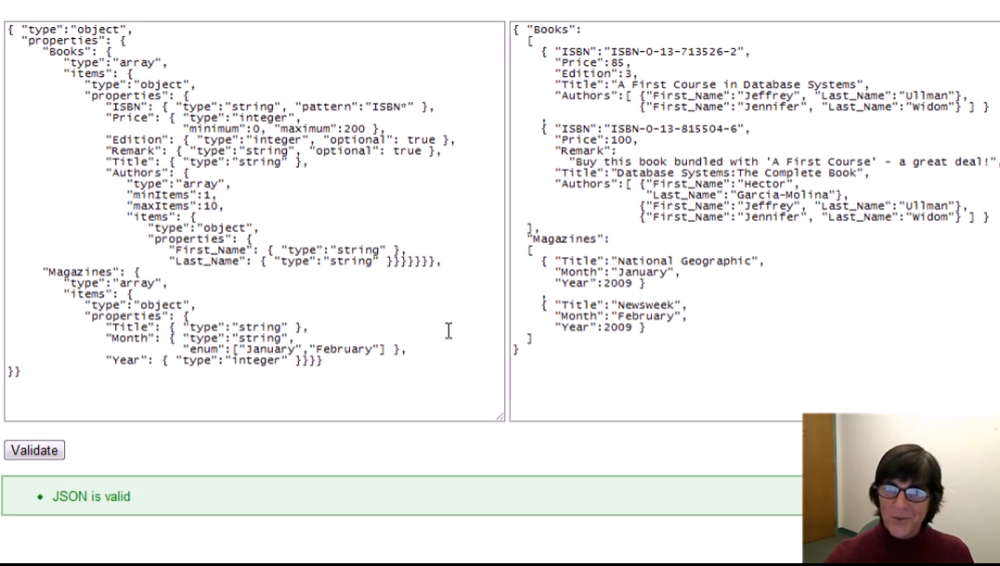 { "type":"object",
"properties": {
"Books": {
"type":"array",
"items": {
"type":"object",
"properties": {
"ISBN": { "type":"string", "pattern":"ISBN*" },
"Price": { "type":"integer",
"minimum":0, "maximum":200 },
"Edition": { "type":"integer", "optional": true },
"Remark": { "type":"string", "optional": true },
"Title": { "type":"string" },
"Authors": {
"type":"array",
"minItems":1,
"maxItems":10,
"items": {
"type":"object",
"properties": {
"First_Name": { "type":"string" },
"Last_Name": { "type":"string" }}}}}}},
"Magazines": {
"type":"array",
"items": {
"type":"object",
"properties": {
"Title": { "type":"string" },
"Month": { "type":"string",
"enum":["January","February"] },
"Year": { "type":"integer" }}}}
}}
{ "Books":
[
{ "ISBN":"ISBN-0-13-713526-2",
"Price":85,
"Edition":3,
"Title":"A First Course in Database Systems",
"Authors":[ {"First_Name":"Jeffrey", "Last_Name":"Ullman"},
{"First_Name":"Jennifer", "Last_Name":"Widom"} ] }
,
{ "ISBN":"ISBN-0-13-815504-6",
"Price":100,
"Remark":
"Buy this book bundled with 'A First Course' - a great deal!",
"Title":"Database Systems:The Complete Book",
"Authors":[ {"First_Name":"Hector",
"Last_Name":"Garcia-Molina"},
{"First_Name":"Jeffrey", "Last_Name":"Ullman"},
{"First_Name":"Jennifer", "Last_Name":"Widom"} ] }
],
"Magazines":
[
{ "Title":"National Geographic",
"Month":"January",
"Year":2009 }
,
{ "Title":"Newsweek",
"Month":"February",
"Year":2009 }
]
}
Validate
JSON is valid